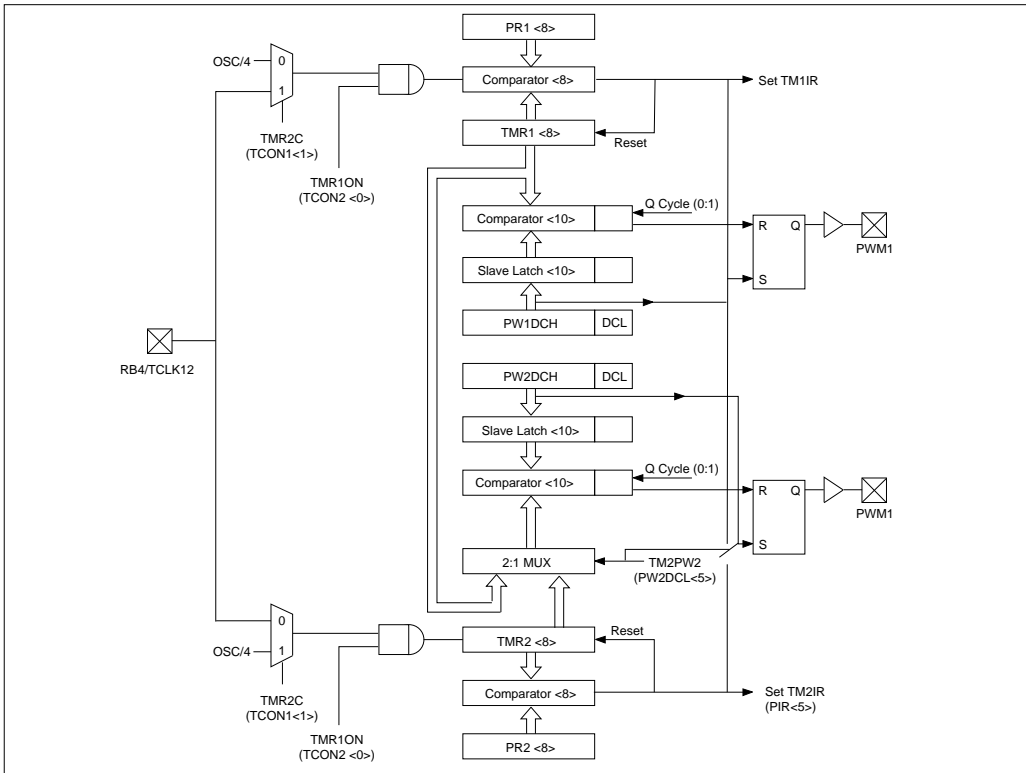 PR1 <8>
OSC/4
0
1
Comparator <8>
Set TM1IR
TMR2C
(TCON1<1>)
TMR1 <8>
Reset
TMR1ON
(TCON2 <0>)
Comparator <10>
Q Cycle (0:1)
R
Q
S
PWM1
Slave Latch <10>
PW1DCH
DCL
RB4/TCLK12
PW2DCH
DCL
Slave Latch <10>
Comparator <10>
Q Cycle (0:1)
R
Q
S
PWM1
2:1 MUX
TM2PW2
(PW2DCL<5>)
0
1
OSC/4
TMR2 <8>
Reset
TMR2C
(TCON1<1>)
Comparator <8>
Set TM2IR
(PIR<5>)
TMR1ON
(TCON2 <0>)
PR2 <8>